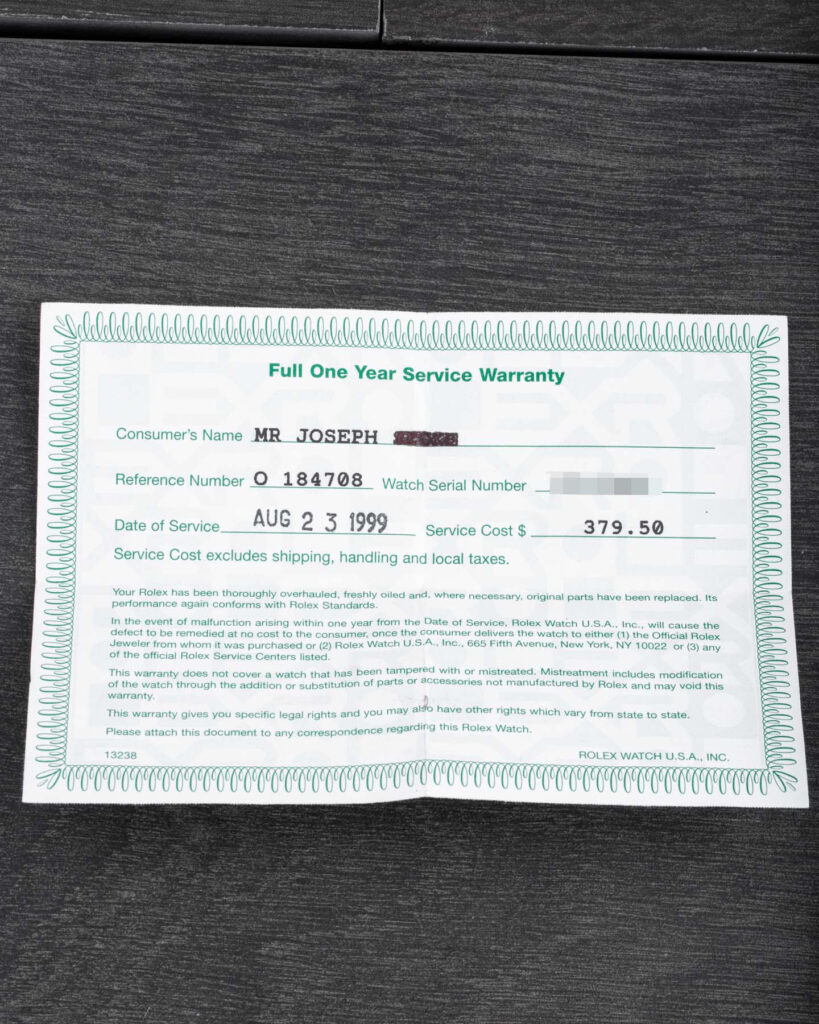 Full One Year Service Warranty
Consumer's Name MR JOSEPH
Reference Number O 184708 Watch Serial Number
Date of Service AUG 23 1999 Service Cost $ 379.50
Service Cost excludes shipping, handling and local taxes.
Your Rolex has been thoroughly overhauled, freshly oiled and, where necessary, original parts have been replaced. Its
performance again conforms with Rolex Standards.
In the event of malfunction arising within one year from the Date of Service, Rolex Watch U.S.A., Inc., will cause the
defect to be remedied at no cost to the consumer, once the consumer delivers the watch to either (1) the Official Rolex
Jeweler from whom it was purchased or (2) Rolex Watch U.S.A., Inc., 665 Fifth Avenue, New York, NY 10022 or (3) any
of the official Rolex Service Centers listed.
This warranty does not cover a watch that has been tampered with or mistreated. Mistreatment includes modification
of the watch through the addition or substitution of parts or accessories not manufactured by Rolex and may void this
warranty.
This warranty gives you specific legal rights and you may also have other rights which vary from state to state.
Please attach this document to any correspondence regarding this Rolex Watch.
13238 ROLEX WATCH U.S.A., INC.